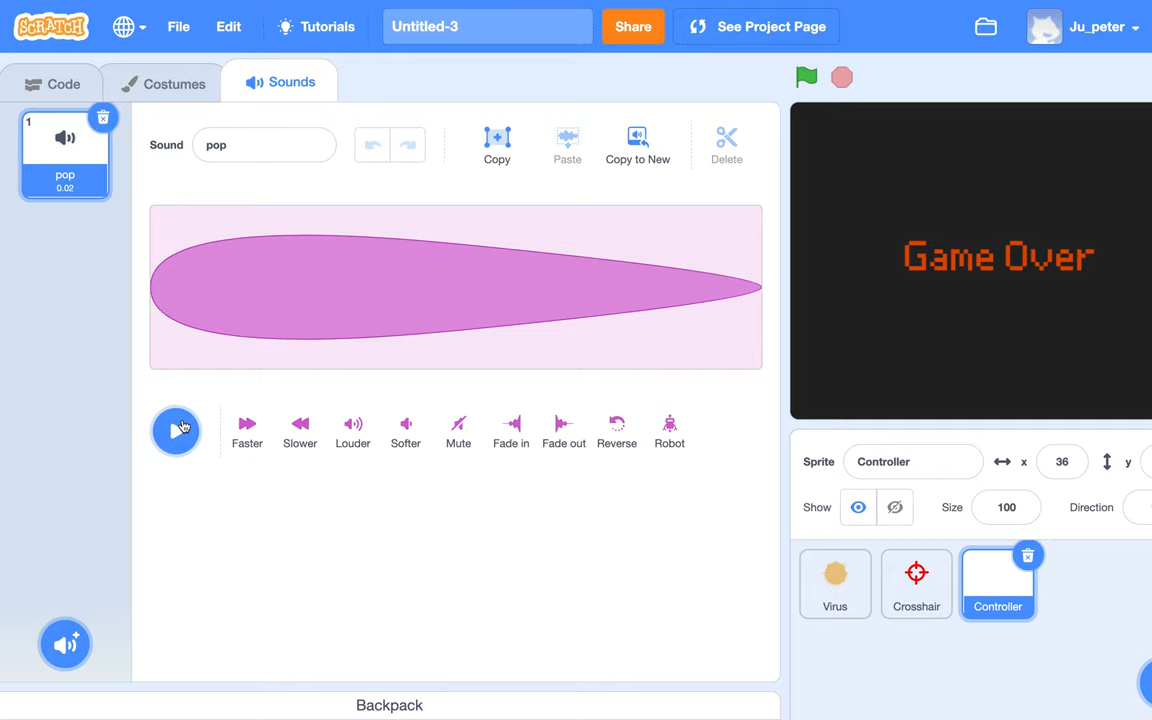 SCRATCH File Edit Tutorials Untitled-3 Share See Project Page Ju_peter
Code Costumes Sounds
1
pop
0.02
Sound pop Copy Paste Copy to New Delete
Game Over
Faster Slower Louder Softer Mute Fade in Fade out Reverse Robot
Sprite Controller x 36 y
Show Size 100 Direction
Virus Crosshair Controller
Backpack